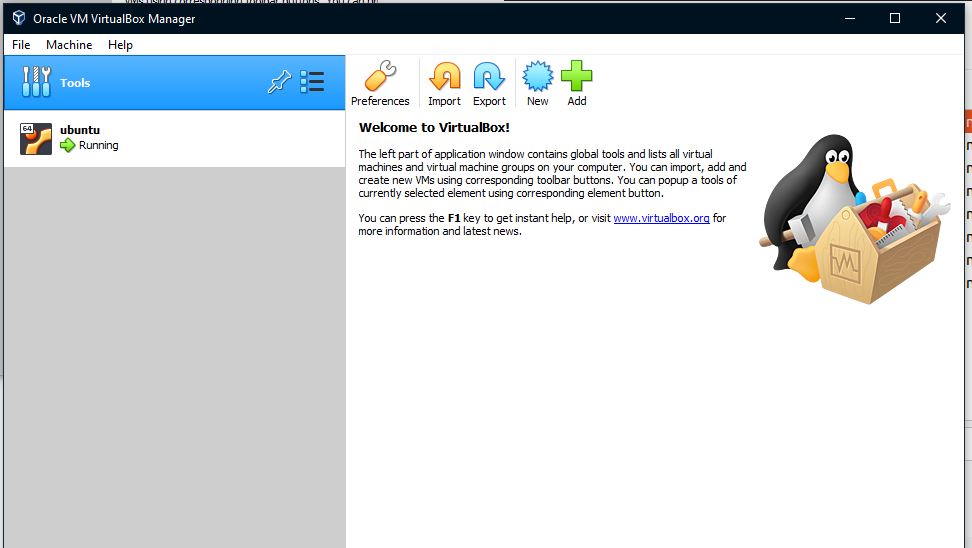 Oracle VM VirtualBox Manager
File Machine Help
Tools
Preferences Import Export New Add
64
ubuntu
Running
Welcome to VirtualBox!
The left part of application window contains global tools and lists all virtual
machines and virtual machine groups on your computer. You can import, add and
create new VMs using corresponding toolbar buttons. You can popup a tools of
currently selected element using corresponding element button.
You can press the F1 key to get instant help, or visit www.virtualbox.org for
more information and latest news.